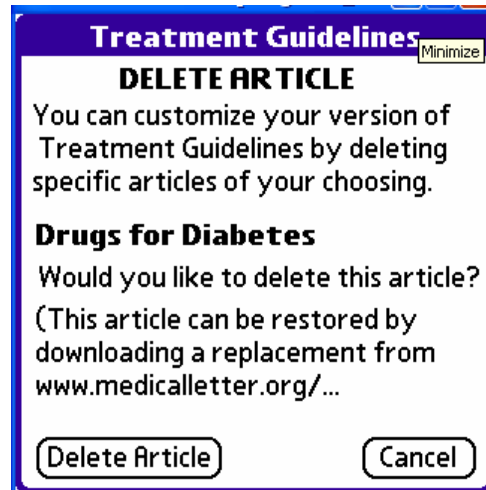 Treatment Guidelines
Minimize
DELETE ARTICLE
You can customize your version of
Treatment Guidelines by deleting
specific articles of your choosing.
Drugs for Diabetes
Would you like to delete this article?
(This article can be restored by
downloading a replacement from
www.medicalletter.org/...
Delete Article
Cancel